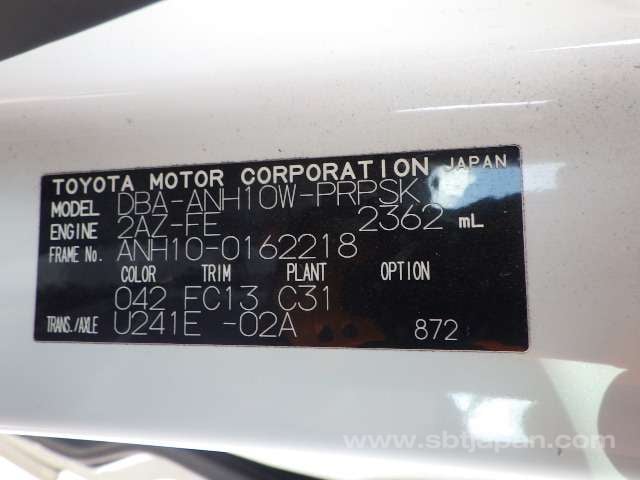 TOYOTA MOTOR CORPORATION JAPAN
MODEL DBA-ANH10W-PRPSK
ENGINE 2AZ-FE 2362 mL
FRAME No. ANH10-0162218
COLOR TRIM PLANT OPTION
042 FC13 C31
TRANS./AXLE U241E -02A 872
www.sbtjapan.com